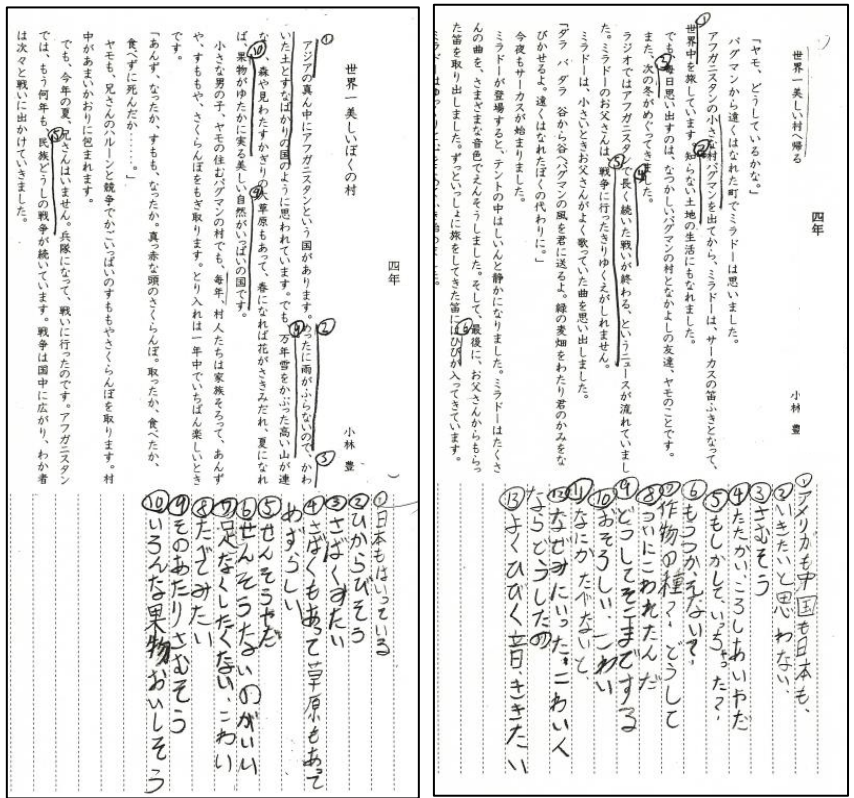 世界一美しい村へ帰る
四年
小林 豊
「ヤモ、どうしているかな。」
パグマンから遠くはなれた町でミラドーは思いました。
アフガニスタンの小さな村パグマンを出てから、ミラドーは、サーカスの笛ふきとなって、
世界中を旅しています。知らない土地の生活にもなれました。
でも、毎日思い出すのは、なつかしいパグマンの村となかよしの友達、ヤモのことです。
また、次の冬がめぐってきました。
ラジオではアフガニスタンで長く続いた戦いが終わる、というニュースが流れていまし
た。ミラドーのお父さんは、戦争に行ったきりゆくえがしれません。
ミラドーは、小さいときお父さんがよく歌っていた曲を思い出しました。
「ダラ バ ダラ 谷から谷へパグマンの風を君に送るよ。緑の麦畑をわたり君のかみをな
びかせるよ。遠くはなれたぼくの代わりに。」
今夜もサーカスが始まりました。
ミラドーが登場すると、テントの中はしいんと静かになりました。ミラドーはたくさ
んの曲を、さまざまな音色でえんそうしました。そして、最後に、お父さんからもらっ
た笛を取り出しました。ずっといっしょに旅をしてきた笛にはひびが入ってきています。
①アメリカも中国も日本も、
②いきたいと思わない、
③さむそう
④たたかい、ころしあいやだ
⑤もしかして、いっちゃった?
⑥もうつかえない?
⑦作物の種?どうして
⑧ついにこわれたんだ
⑨どうしてそこまでする
⑩おそろしい、こわい
⑪なにかたべないと
⑫なぜみにいった、こわい人
ならどうしたの
⑬よくひびく音、ききたい
世界一美しいぼくの村
四年
小林 豊
アジアの真ん中にアフガニスタンという国があります。めったに雨がふらないので、かわ
いた土とすなばかりの国のように思われています。でも、万年雪をかぶった高い山が連
なり、森や見わたすかぎりの大草原もあって、春になれば花がさきみだれ、夏になれ
ば、果物がゆたかに実る美しい自然がいっぱいの国です。
小さな男の子、ヤモの住むパグマンの村でも、毎年、村人たちは家族そろって、あんず
や、すももや、さくらんぼをもぎ取ります。とり入れは一年中でいちばん楽しいとき
です。
「あんず、なったか、すもも、なったか。真っ赤な頭のさくらんぼ。取ったか、食べたか、
食べずに死んだか……。」
ヤモも、兄さんのハルーンと競争でかごいっぱいのすももやさくらんぼを取ります。村
中があまいかおりに包まれます。
でも、今年の夏、兄さんはいません。兵隊になって、戦いに行ったのです。アフガニスタン
では、もう何年も、民族どうしの戦争が続いています。戦争は国中に広がり、わか者
は次々と戦いに出かけていきました。
①日本もはいっている
②ひからびそう
③さばくすたい
④さばくもあって草原もあって
めずらしい
⑤せんそうやだ
⑥せんそうないのがいい
⑦足なくしたくない、こわい
⑧たべてみたい
⑨そのあたりさむそう
⑩いろんな果物、おいしそう